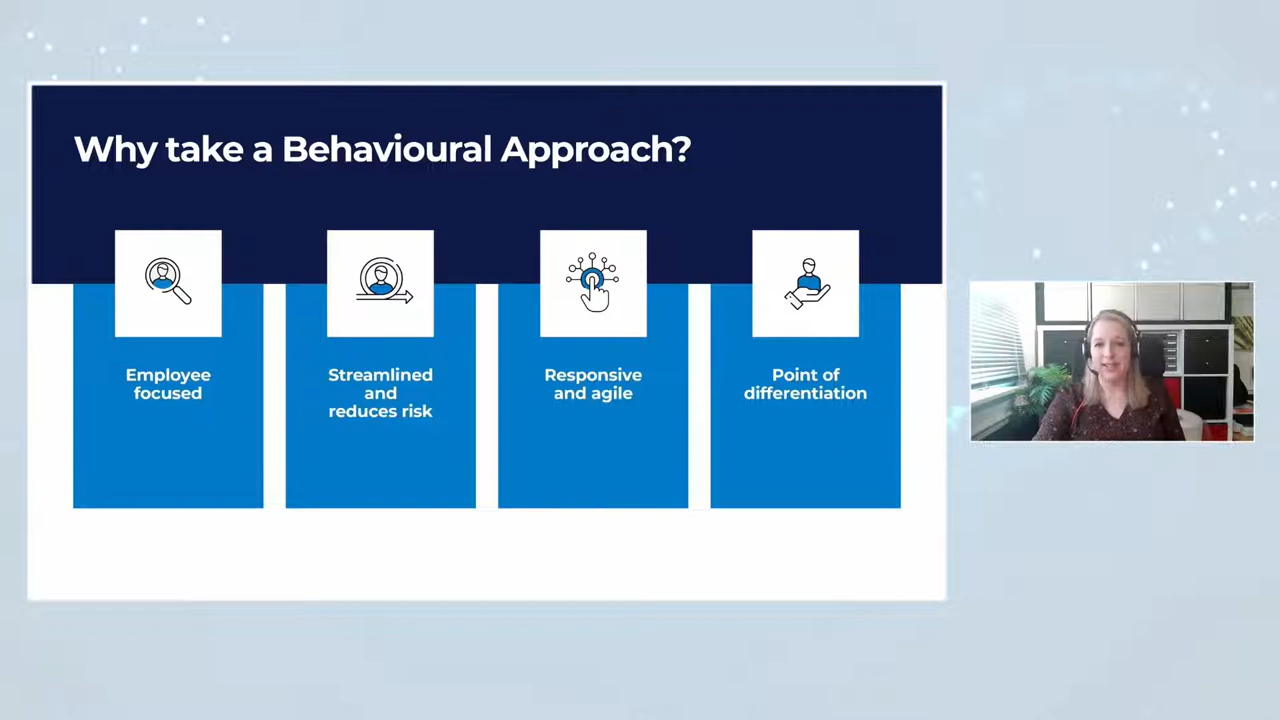 Why take a Behavioural Approach?
Employee
focused
Streamlined
and
reduces risk
Responsive
and agile
Point of
differentiation